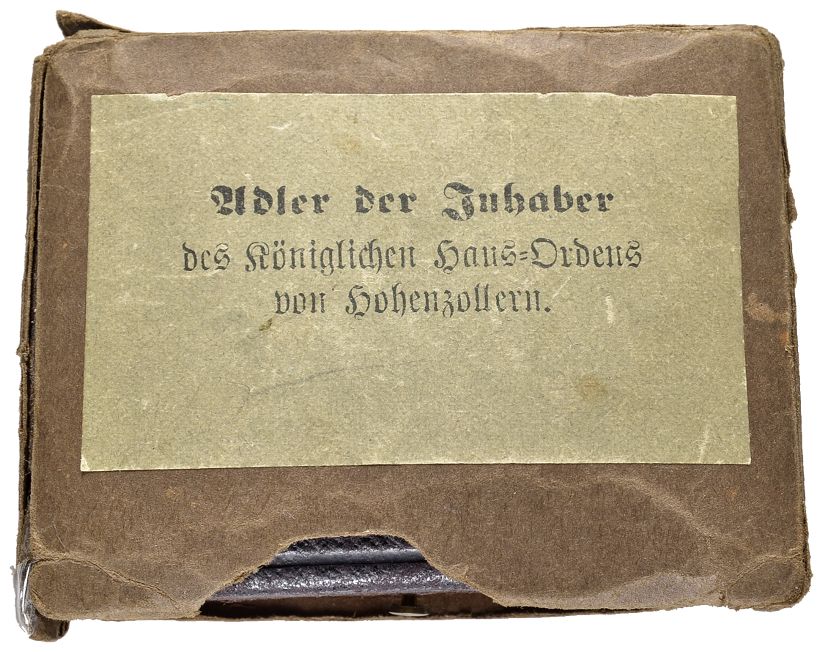 Adler der Inhaber
des Königlichen Haus-Ordens
von Hohenzollern.